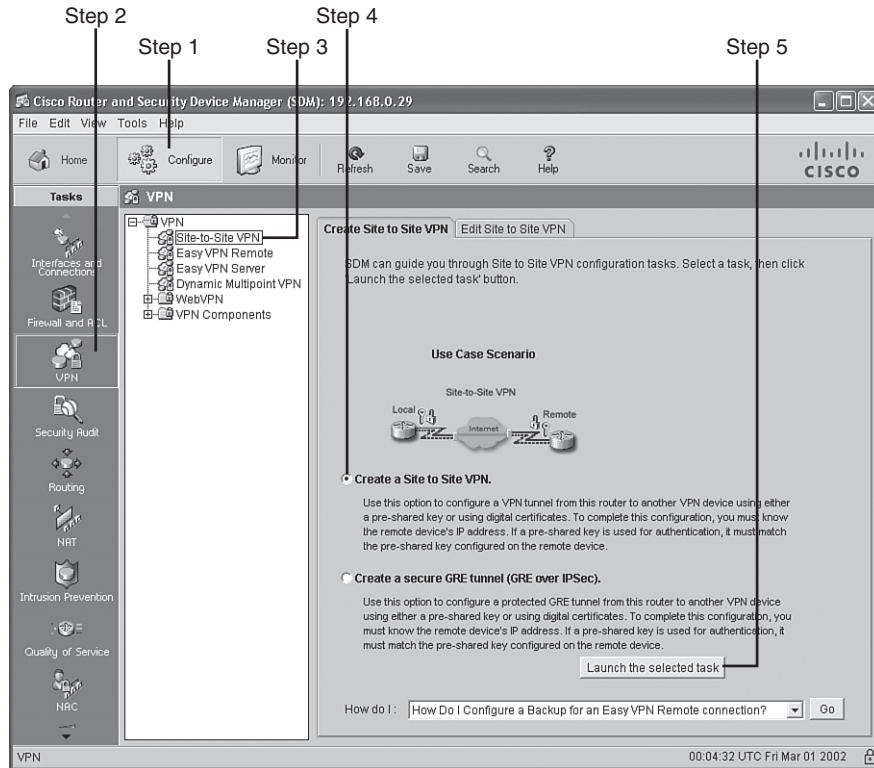 Step 2
Step 4
Step 1
Step 3
Step 5
Cisco Router and Security Device Manager (SDM): 192.168.0.29
File Edit View Tools Help
Home
Configure
Monitor
Refresh
Save
Search
Help
CISCO
Tasks
VPN
Interfaces and
Connections
Firewall and ACL
VPN
Security Audit
Routing
NAT
Intrusion Prevention
Quality of Service
NAC
VPN
Site-to-Site VPN
Easy VPN Remote
Easy VPN Server
Dynamic Multipoint VPN
WebVPN
VPN Components
Create Site to Site VPN
Edit Site to Site VPN
SDM can guide you through Site to Site VPN configuration tasks. Select a task, then click
'Launch the selected task' button.
Use Case Scenario
Site-to-Site VPN
Local
Internet
Remote
Create a Site to Site VPN.
Use this option to configure a VPN tunnel from this router to another VPN device using either
a pre-shared key or using digital certificates. To complete this configuration, you must know
the remote device's IP address. If a pre-shared key is used for authentication, it must match
the pre-shared key configured on the remote device.
Create a secure GRE tunnel (GRE over IPSec).
Use this option to configure a protected GRE tunnel from this router to another VPN device
using either a pre-shared key or using digital certificates. To complete this configuration, you
must know the remote device's IP address. If a pre-shared key is used for authentication, it
must match the pre-shared key configured on the remote device.
Launch the selected task
How do I :
How Do I Configure a Backup for an Easy VPN Remote connection?
Go
VPN
00:04:32 UTC Fri Mar 01 2002